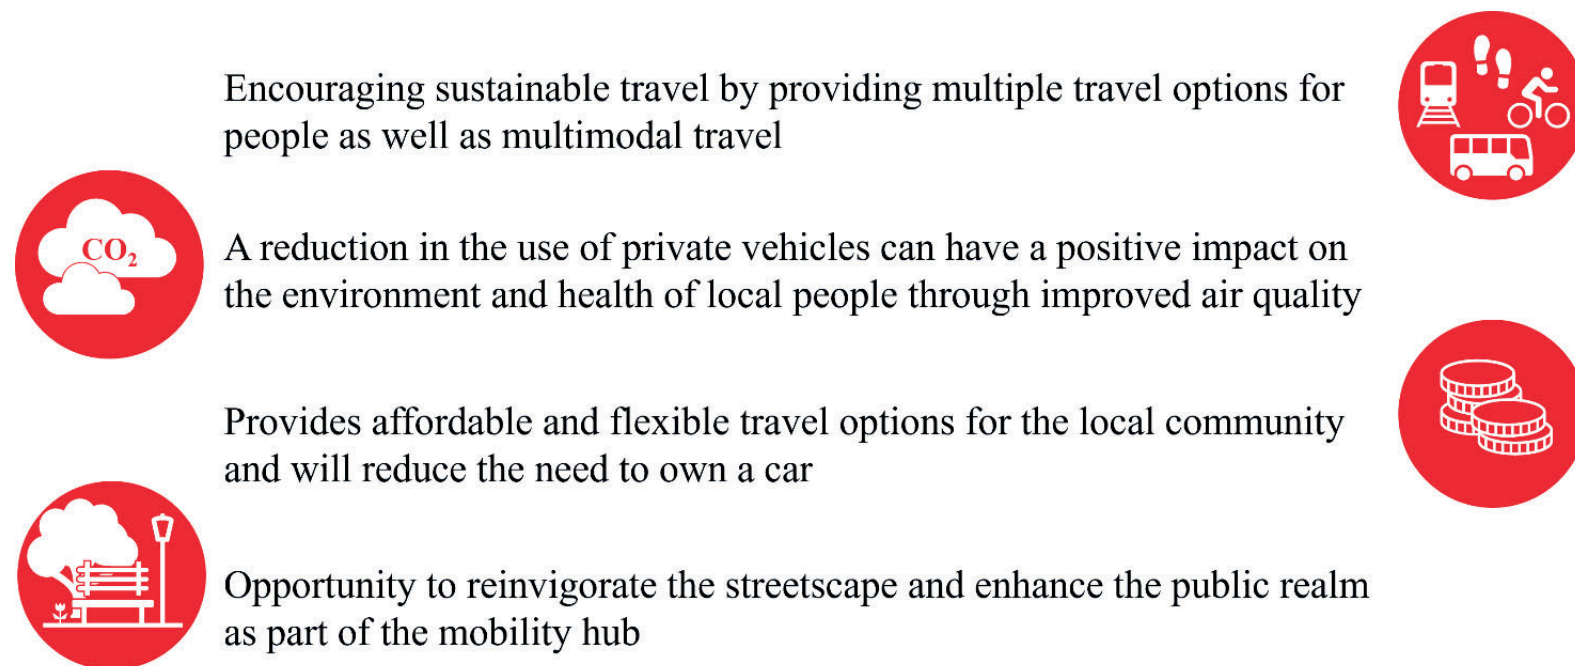 Encouraging sustainable travel by providing multiple travel options for
people as well as multimodal travel
CO₂
A reduction in the use of private vehicles can have a positive impact on
the environment and health of local people through improved air quality
Provides affordable and flexible travel options for the local community
and will reduce the need to own a car
Opportunity to reinvigorate the streetscape and enhance the public realm
as part of the mobility hub